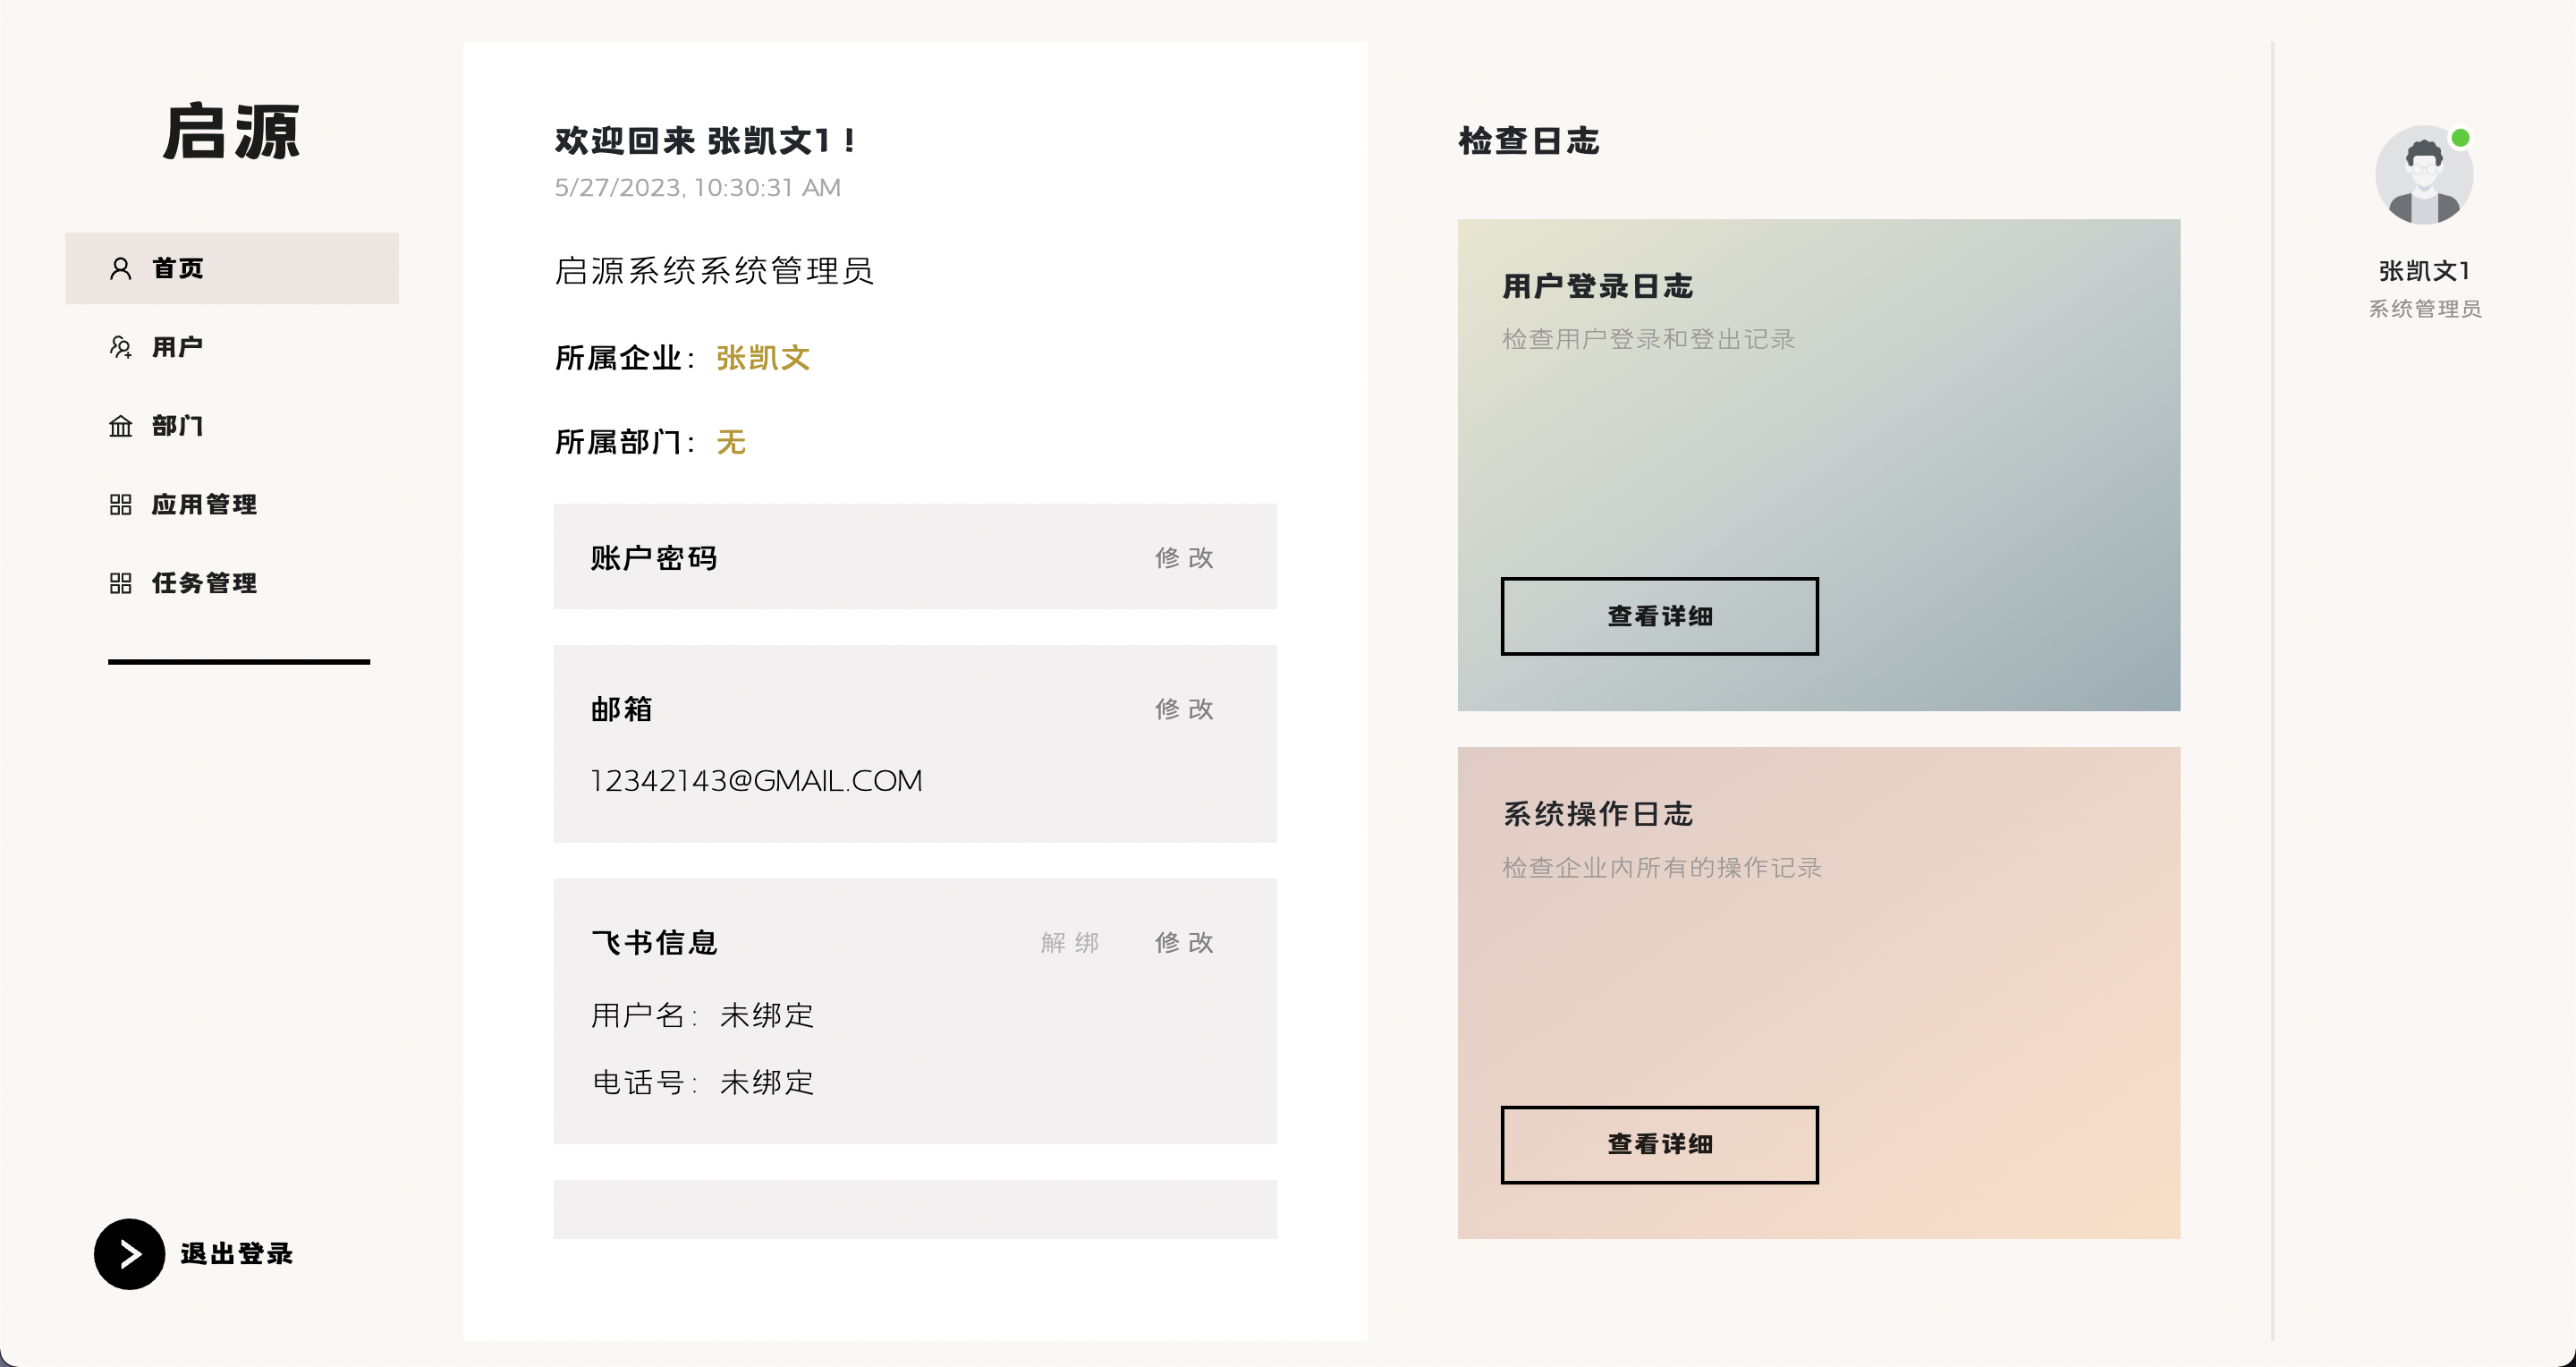 启源
首页
用户
部门
应用管理
任务管理
退出登录
欢迎回来 张凯文1！
5/27/2023, 10:30:31 AM
启源系统系统管理员
所属企业： 张凯文
所属部门： 无
账户密码 修改
邮箱 修改
12342143@GMAIL.COM
飞书信息 解绑 修改
用户名： 未绑定
电话号： 未绑定
检查日志
用户登录日志
检查用户登录和登出记录
查看详细
系统操作日志
检查企业内所有的操作记录
查看详细
张凯文1
系统管理员